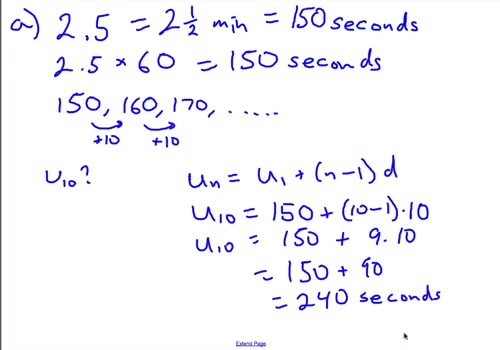 a) 2.5 = 2 1/2 min = 150 seconds
2.5 × 60 = 150 seconds
150, 160, 170, .....
+10 +10
u₁₀? uₙ = u₁ + (n-1)d
u₁₀ = 150 + (10-1)·10
u₁₀ = 150 + 9·10
= 150 + 90
= 240 seconds
Extend Page